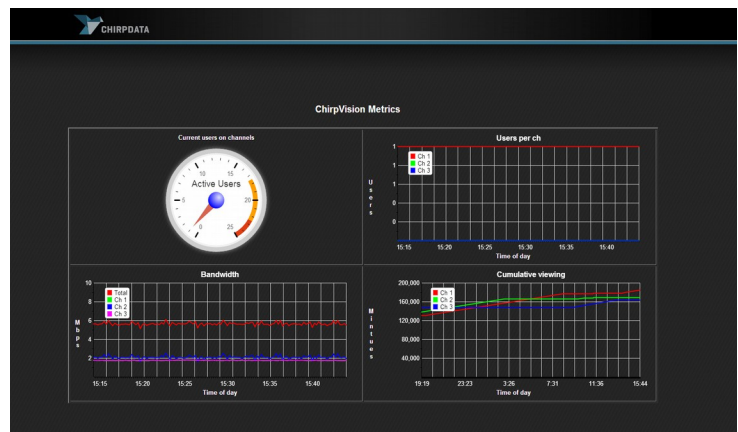 CHIRPDATA
ChirpVision Metrics
Current users on channels
10 15
Active Users
5 20
0 25
Users per ch
1
1
1
0
0
Ch 1
Ch 2
Ch 3
Users
15:15 15:20 15:25 15:30 15:35 15:40
Time of day
Bandwidth
10
8
6
4
2
Total
Ch 1
Ch 2
Ch 3
Mbps
15:15 15:20 15:25 15:30 15:35 15:40
Time of day
Cumulative viewing
200,000
160,000
120,000
80,000
40,000
Ch 1
Ch 2
Ch 3
Mintues
19:19 23:23 3:26 7:31 11:36 15:44
Time of day